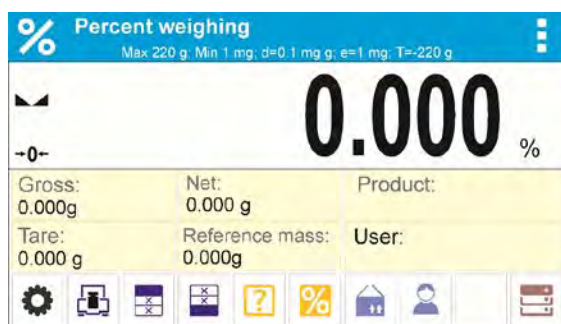 % Percent weighing
Max 220 g; Min 1 mg; d=0.1 mg g; e=1 mg; T=-220 g
0.000 %
→0←
Gross:
0.000g
Net:
0.000 g
Product:
Tare:
0.000 g
Reference mass:
0.000g
User:
x
x
x
x
?
%